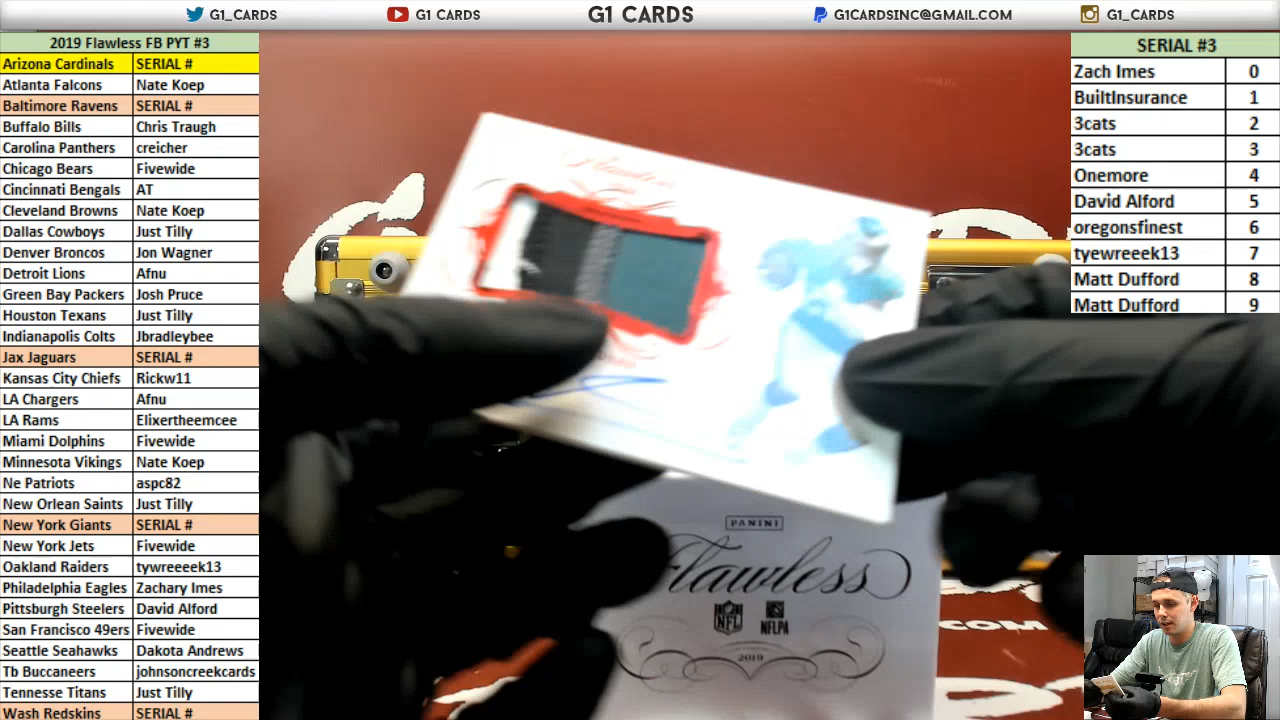 G1_CARDS
G1 CARDS
G1 CARDS
G1CARDSINC@GMAIL.COM
G1_CARDS
2019 Flawless FB PYT #3
Arizona Cardinals SERIAL #
Atlanta Falcons Nate Koep
Baltimore Ravens SERIAL #
Buffalo Bills Chris Traugh
Carolina Panthers creicher
Chicago Bears Fivewide
Cincinnati Bengals AT
Cleveland Browns Nate Koep
Dallas Cowboys Just Tilly
Denver Broncos Jon Wagner
Detroit Lions Afnu
Green Bay Packers Josh Pruce
Houston Texans Just Tilly
Indianapolis Colts Jbradleybee
Jax Jaguars SERIAL #
Kansas City Chiefs Rickw11
LA Chargers Afnu
LA Rams Elixertheemcee
Miami Dolphins Fivewide
Minnesota Vikings Nate Koep
Ne Patriots aspc82
New Orlean Saints Just Tilly
New York Giants SERIAL #
New York Jets Fivewide
Oakland Raiders tywreeeek13
Philadelphia Eagles Zachary Imes
Pittsburgh Steelers David Alford
San Francisco 49ers Fivewide
Seattle Seahawks Dakota Andrews
Tb Buccaneers johnsoncreekcards
Tennesse Titans Just Tilly
Wash Redskins SERIAL #
SERIAL #3
Zach Imes 0
BuiltInsurance 1
3cats 2
3cats 3
Onemore 4
David Alford 5
oregonsfinest 6
tyewreeek13 7
Matt Dufford 8
Matt Dufford 9
Flawless
PANINI
Flawless
NFL NFLPA
2019
.COM